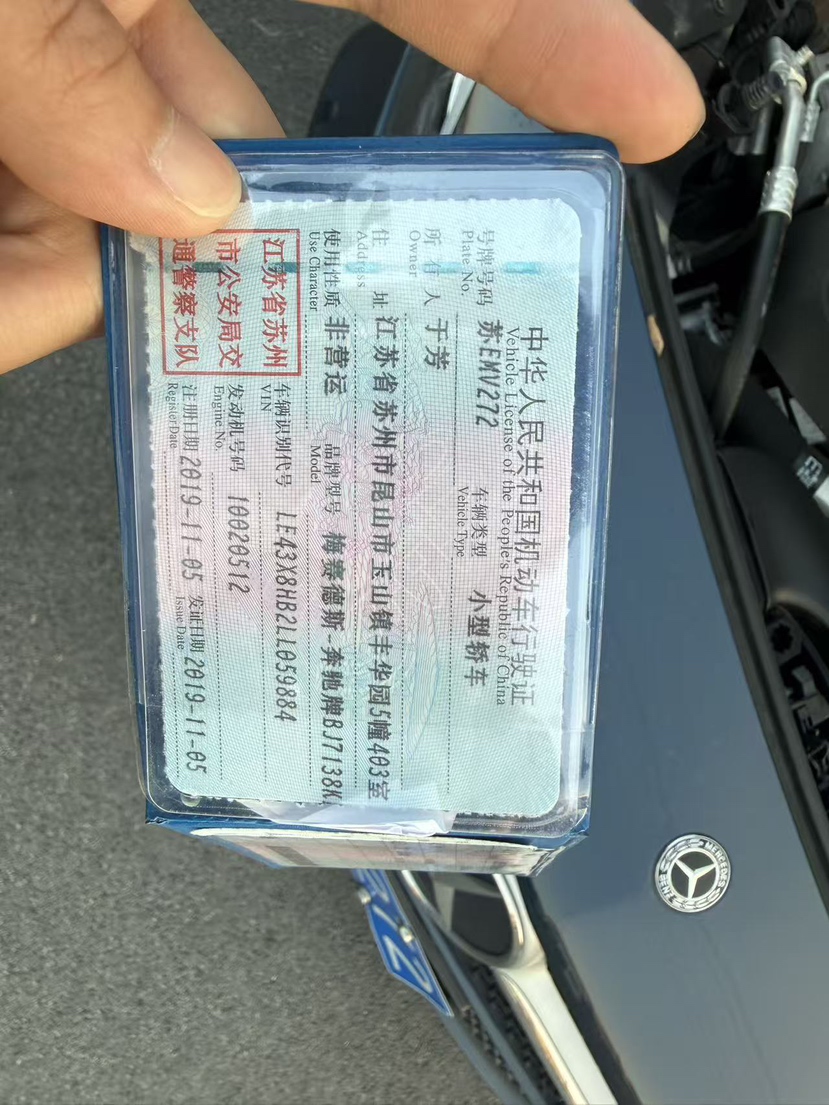 中华人民共和国机动车行驶证
Vehicle License of the People's Republic of China
号牌号码 苏EMV272 车辆类型 小型轿车
Plate No. Vehicle Type
所有人 于芳
Owner
住址 江苏省苏州市昆山市玉山镇丰华园5幢403室
Address
使用性质 非营运 品牌型号 梅赛德斯-奔驰牌BJ7138K
Use Character Model
江苏省苏州
市公安局交
通警察支队
车辆识别代号 LE43X8HB2LL059884
VIN
发动机号码 10020512
Engine No.
注册日期 2019-11-05 发证日期 2019-11-05
Register Date Issue Date
MERCEDES
BENZ
272